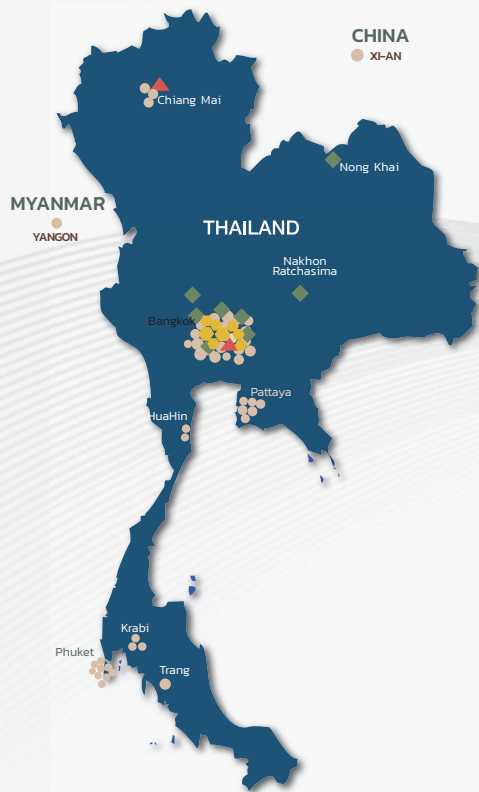 CHINA
XI-AN
Chiang Mai
Nong Khai
MYANMAR
YANGON
THAILAND
Nakhon
Ratchasima
Bangkok
Pattaya
HuaHin
Krabi
Phuket
Trang